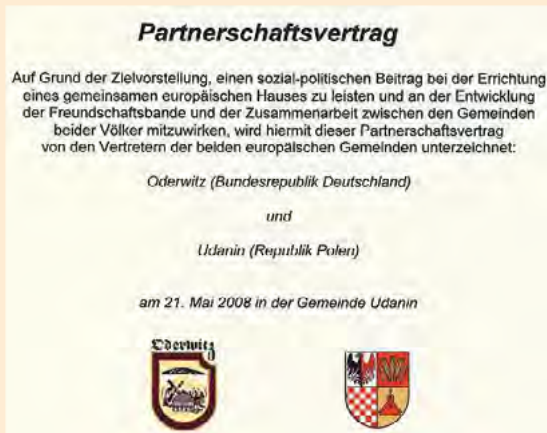 Partnerschaftsvertrag
Auf Grund der Zielvorstellung, einen sozial-politischen Beitrag bei der Errichtung
eines gemeinsamen europäischen Hauses zu leisten und an der Entwicklung
der Freundschaftsbande und der Zusammenarbeit zwischen den Gemeinden
beider Völker mitzuwirken, wird hiermit dieser Partnerschaftsvertrag
von den Vertretern der beiden europäischen Gemeinden unterzeichnet:
Oderwitz (Bundesrepublik Deutschland)
und
Udanin (Republik Polen)
am 21. Mai 2008 in der Gemeinde Udanin
Oderwitz